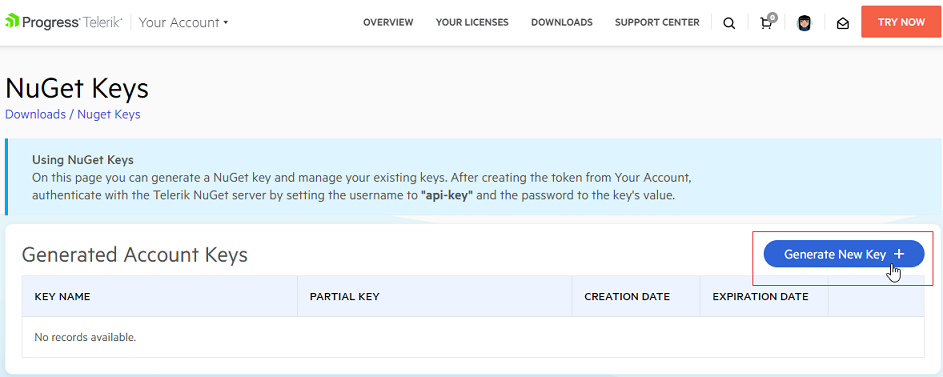 Progress Telerik Your Account OVERVIEW YOUR LICENSES DOWNLOADS SUPPORT CENTER 0 TRY NOW
NuGet Keys
Downloads / Nuget Keys
Using NuGet Keys
On this page you can generate a NuGet key and manage your existing keys. After creating the token from Your Account,
authenticate with the Telerik NuGet server by setting the username to "api-key" and the password to the key's value.
Generated Account Keys Generate New Key +
KEY NAME PARTIAL KEY CREATION DATE EXPIRATION DATE
No records available.